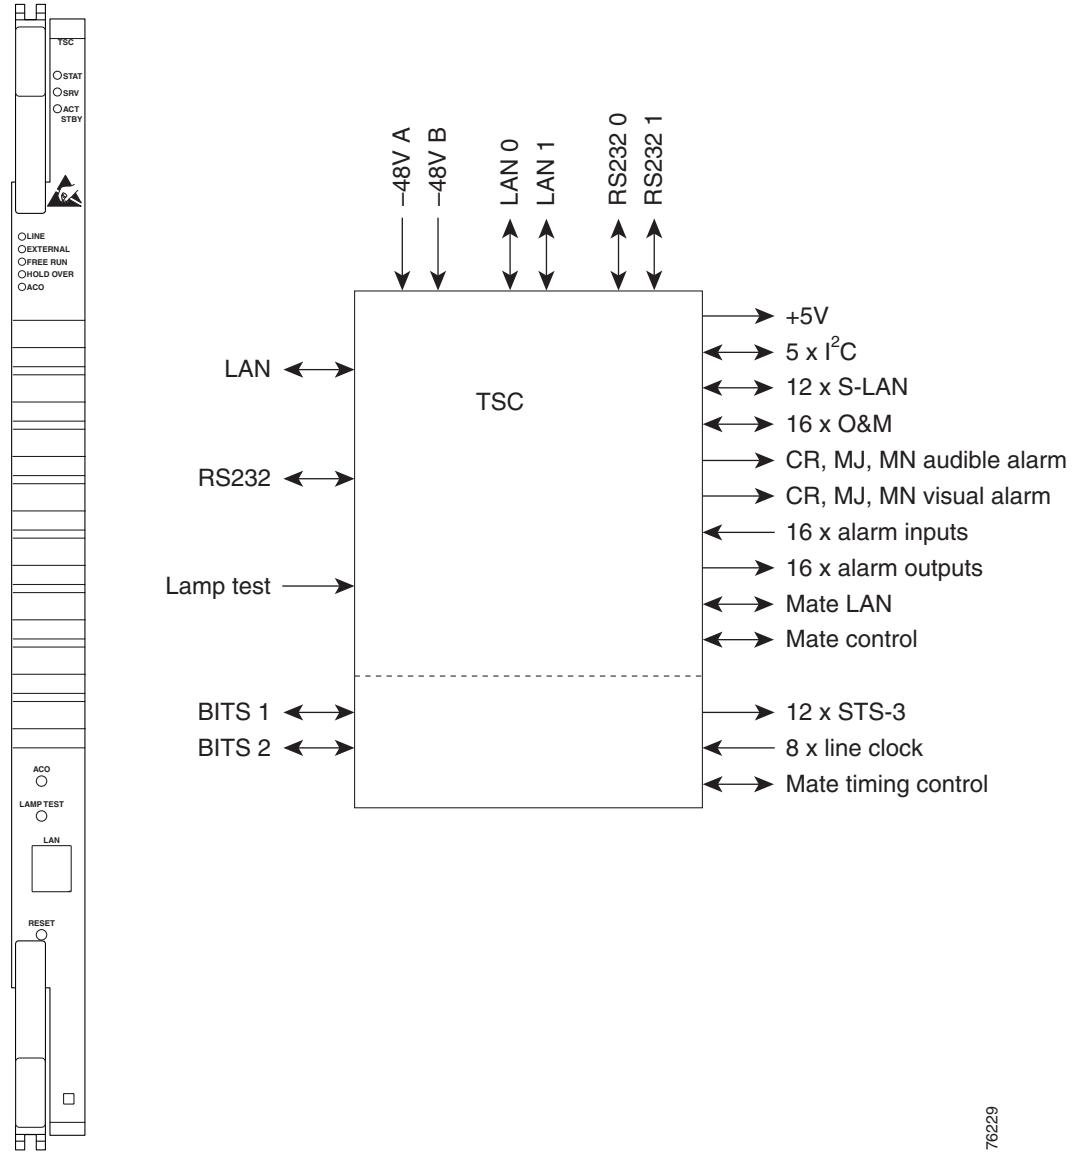 TSC
STAT
SRV
ACT
STBY
LINE
EXTERNAL
FREE RUN
HOLD OVER
ACO
ACO
LAMP TEST
LAN
RESET
–48V A
–48V B
LAN 0
LAN 1
RS232 0
RS232 1
LAN
RS232
Lamp test
BITS 1
BITS 2
TSC
+5V
5 x I²C
12 x S-LAN
16 x O&M
CR, MJ, MN audible alarm
CR, MJ, MN visual alarm
16 x alarm inputs
16 x alarm outputs
Mate LAN
Mate control
12 x STS-3
8 x line clock
Mate timing control
76229